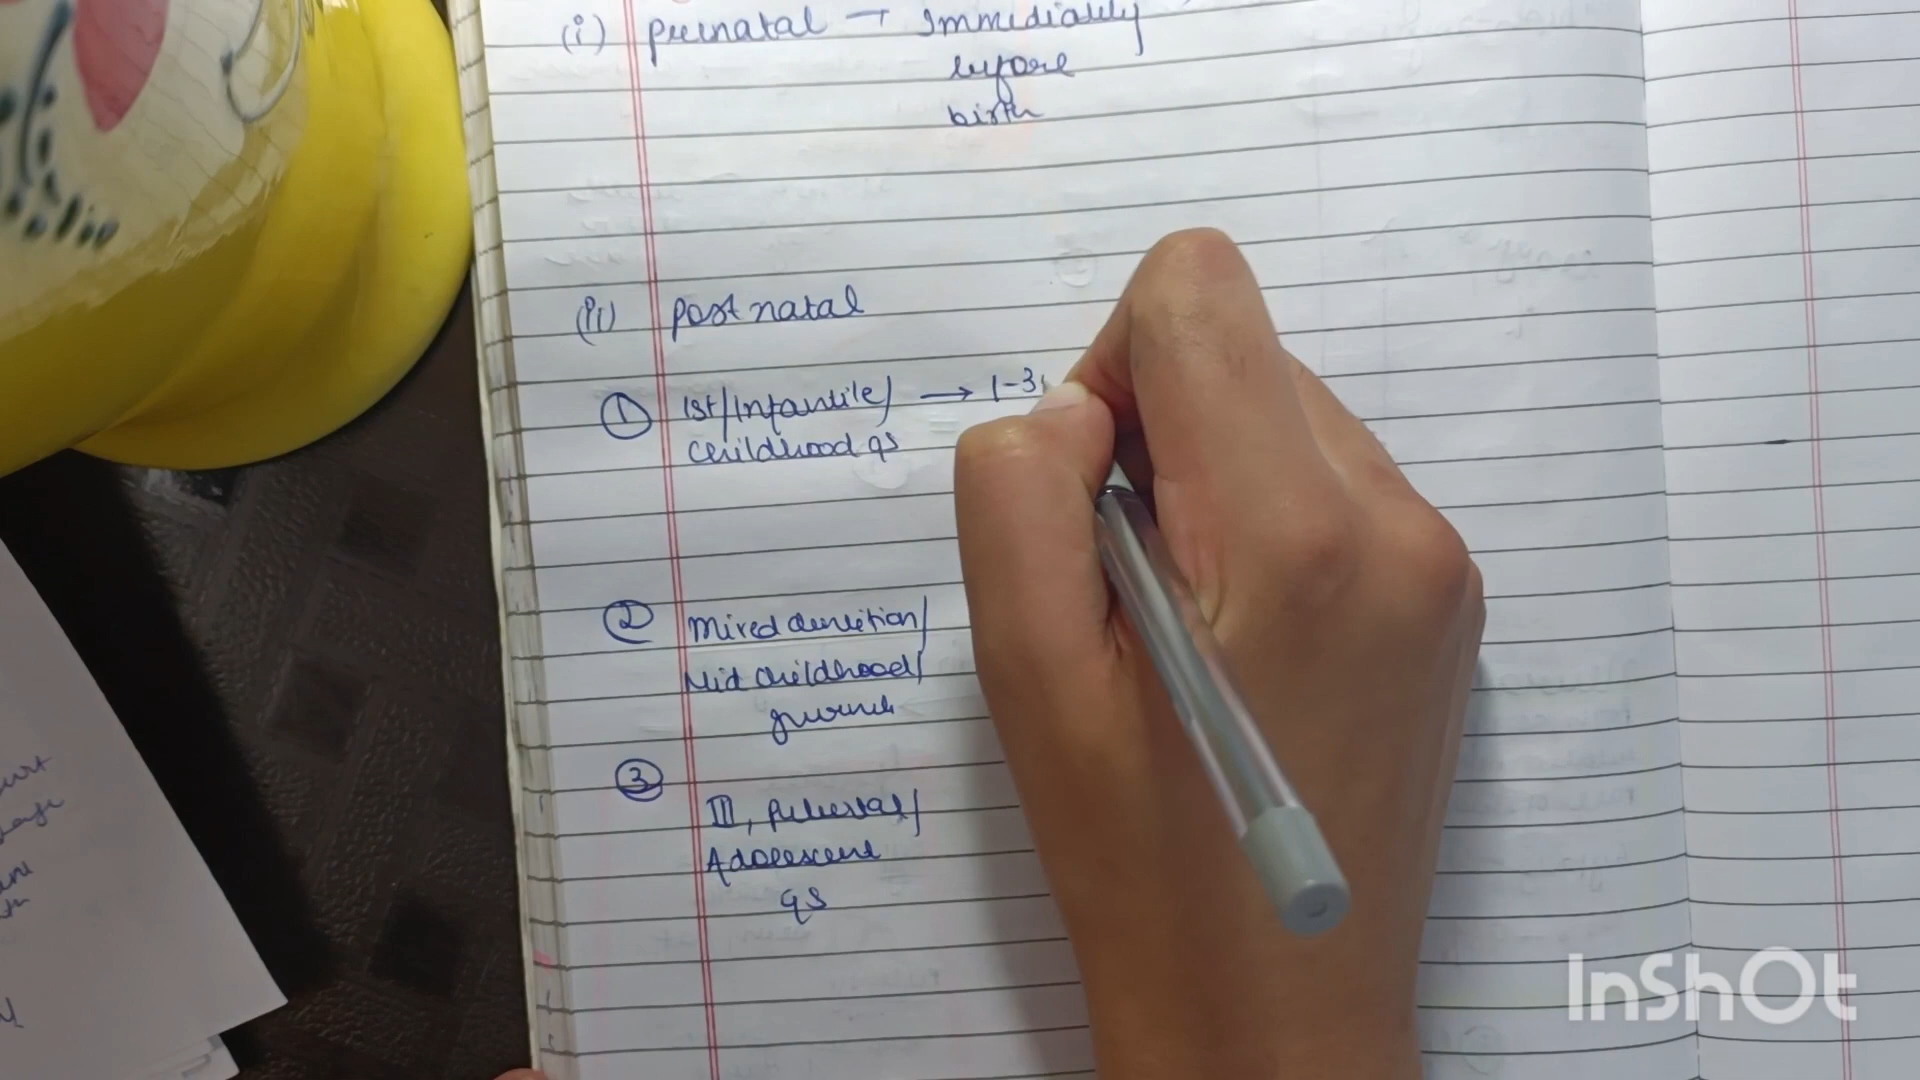 (i) prenatal → Immediately
before
birth
(ii) post natal
① 1st/Infantile/ → 1-3
childhood gs
② Mixed dentition/
Mid childhood/
juvenile
③
III, pubertal/
Adolescent
gs
InShOt